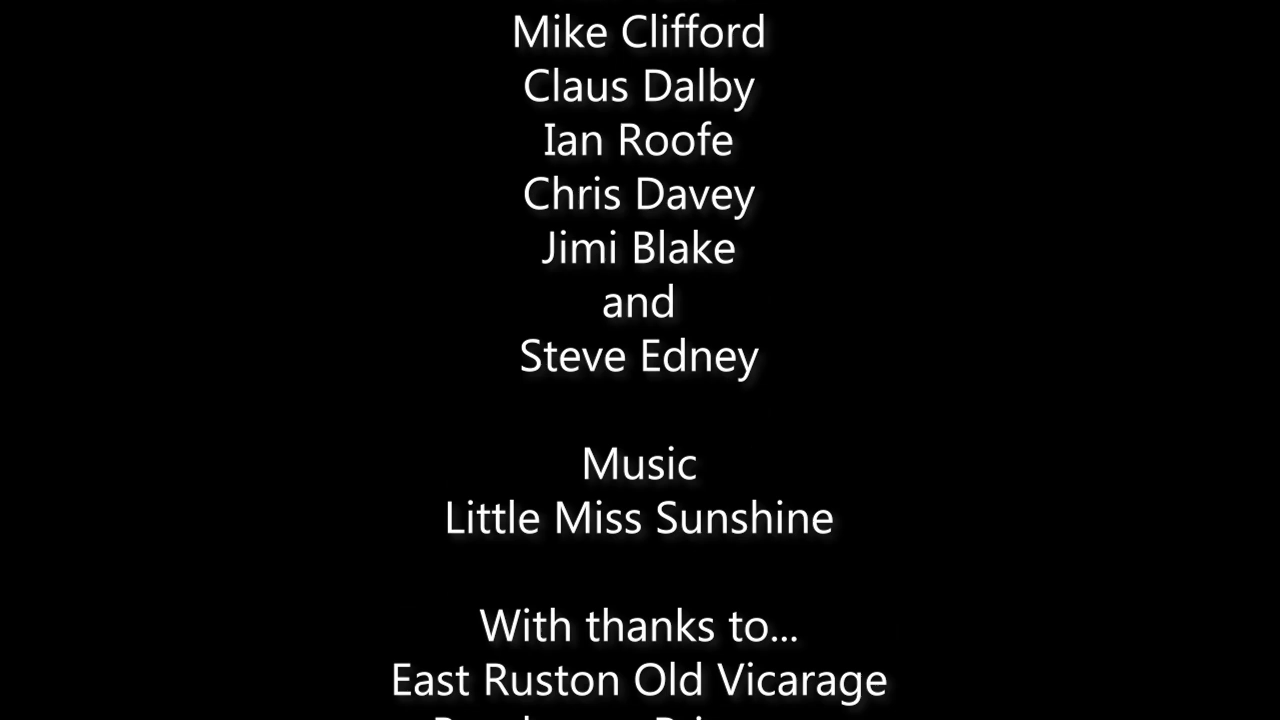 Mike Clifford
Claus Dalby
Ian Roofe
Chris Davey
Jimi Blake
and
Steve Edney
Music
Little Miss Sunshine
With thanks to...
East Ruston Old Vicarage